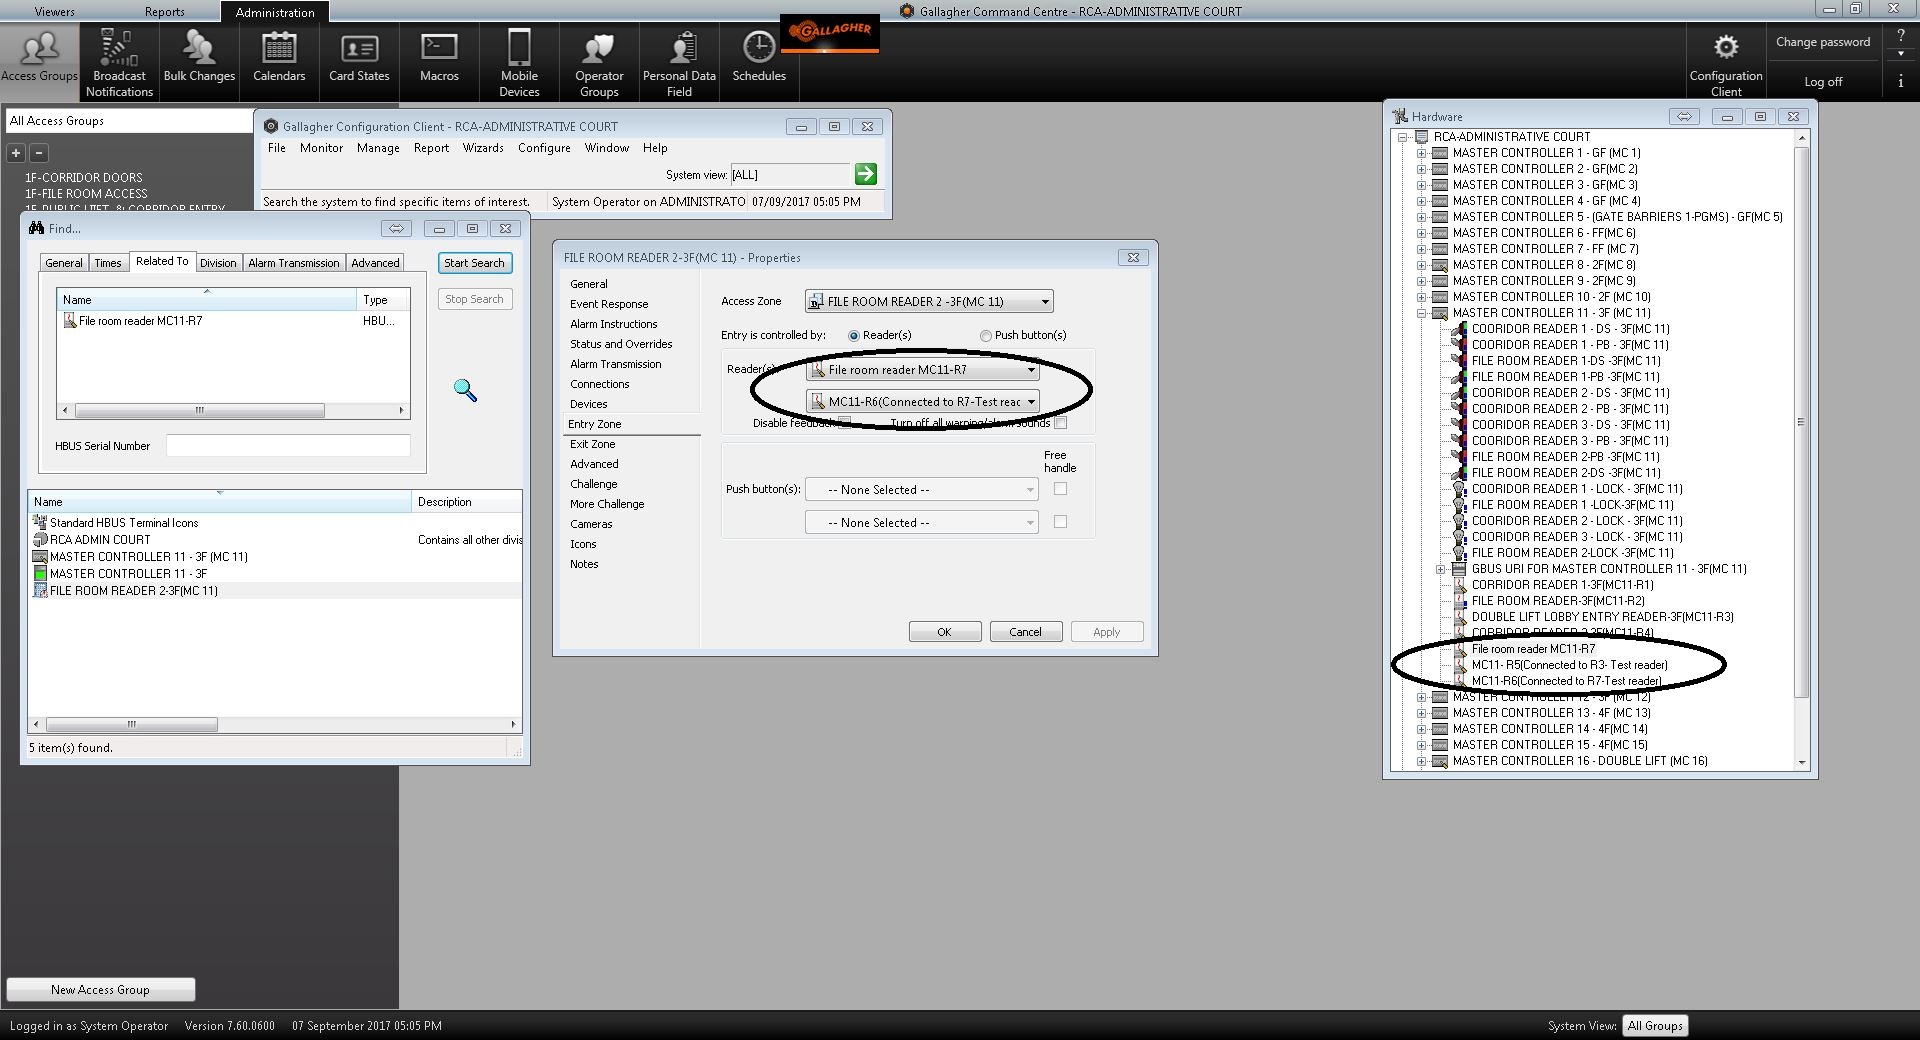 Viewers
Reports
Administration
Gallagher Command Centre - RCA-ADMINISTRATIVE COURT
GALLAGHER
Access Groups
Broadcast
Notifications
Bulk Changes
Calendars
Card States
Macros
Mobile
Devices
Operator
Groups
Personal Data
Field
Schedules
Configuration
Client
Change password
Log off
?
i
All Access Groups
1F-CORRIDOR DOORS
1F-FILE ROOM ACCESS
1F-PUBLIC LIFT & CORRIDOR ENTRY
Gallagher Configuration Client - RCA-ADMINISTRATIVE COURT
File Monitor Manage Report Wizards Configure Window Help
System view: [ALL]
Search the system to find specific items of interest. System Operator on ADMINISTRATO 07/09/2017 05:05 PM
Find...
General Times Related To Division Alarm Transmission Advanced
Start Search
Stop Search
Name Type
File room reader MC11-R7 HBU...
HBUS Serial Number
Name Description
Standard HBUS Terminal Icons
RCA ADMIN COURT Contains all other divis
MASTER CONTROLLER 11 - 3F (MC 11)
MASTER CONTROLLER 11 - 3F
FILE ROOM READER 2-3F(MC 11)
5 item(s) found.
FILE ROOM READER 2-3F(MC 11) - Properties
General
Event Response
Alarm Instructions
Status and Overrides
Alarm Transmission
Connections
Devices
Entry Zone
Exit Zone
Advanced
Challenge
More Challenge
Cameras
Icons
Notes
Access Zone FILE ROOM READER 2 -3F(MC 11)
Entry is controlled by: Reader(s) Push button(s)
Reader(s) File room reader MC11-R7
MC11-R6(Connected to R7-Test reac
Disable feedback Turn off all warning/alarm sounds
Free
handle
Push button(s): -- None Selected --
-- None Selected --
OK Cancel Apply
Hardware
RCA-ADMINISTRATIVE COURT
MASTER CONTROLLER 1 - GF (MC 1)
MASTER CONTROLLER 2 - GF(MC 2)
MASTER CONTROLLER 3 - GF(MC 3)
MASTER CONTROLLER 4 - GF (MC 4)
MASTER CONTROLLER 5 - (GATE BARRIERS 1-PGMS) - GF(MC 5)
MASTER CONTROLLER 6 - FF(MC 6)
MASTER CONTROLLER 7 - FF (MC 7)
MASTER CONTROLLER 8 - 2F(MC 8)
MASTER CONTROLLER 9 - 2F(MC 9)
MASTER CONTROLLER 10 - 2F (MC 10)
MASTER CONTROLLER 11 - 3F (MC 11)
COORIDOR READER 1 - DS - 3F(MC 11)
COORIDOR READER 1 - PB - 3F(MC 11)
FILE ROOM READER 1-DS -3F(MC 11)
FILE ROOM READER 1-PB -3F(MC 11)
COORIDOR READER 2 - DS - 3F(MC 11)
COORIDOR READER 2 - PB - 3F(MC 11)
COORIDOR READER 3 - DS - 3F(MC 11)
COORIDOR READER 3 - PB - 3F(MC 11)
FILE ROOM READER 2-PB -3F(MC 11)
FILE ROOM READER 2-DS -3F(MC 11)
COORIDOR READER 1 - LOCK - 3F(MC 11)
FILE ROOM READER 1 -LOCK-3F(MC 11)
COORIDOR READER 2 - LOCK - 3F(MC 11)
COORIDOR READER 3 - LOCK - 3F(MC 11)
FILE ROOM READER 2-LOCK -3F(MC 11)
GBUS URI FOR MASTER CONTROLLER 11 - 3F(MC 11)
CORRIDOR READER 1-3F(MC11-R1)
FILE ROOM READER-3F(MC11-R2)
DOUBLE LIFT LOBBY ENTRY READER-3F(MC11-R3)
CORRIDOR READER 2-3F(MC11-R4)
File room reader MC11-R7
MC11- R5(Connected to R3- Test reader)
MC11-R6(Connected to R7-Test reader)
MASTER CONTROLLER 12 - 3F (MC 12)
MASTER CONTROLLER 13 - 4F (MC 13)
MASTER CONTROLLER 14 - 4F(MC 14)
MASTER CONTROLLER 15 - 4F(MC 15)
MASTER CONTROLLER 16 - DOUBLE LIFT (MC 16)
New Access Group
Logged in as System Operator Version 7.60.0600 07 September 2017 05:05 PM
System View: All Groups